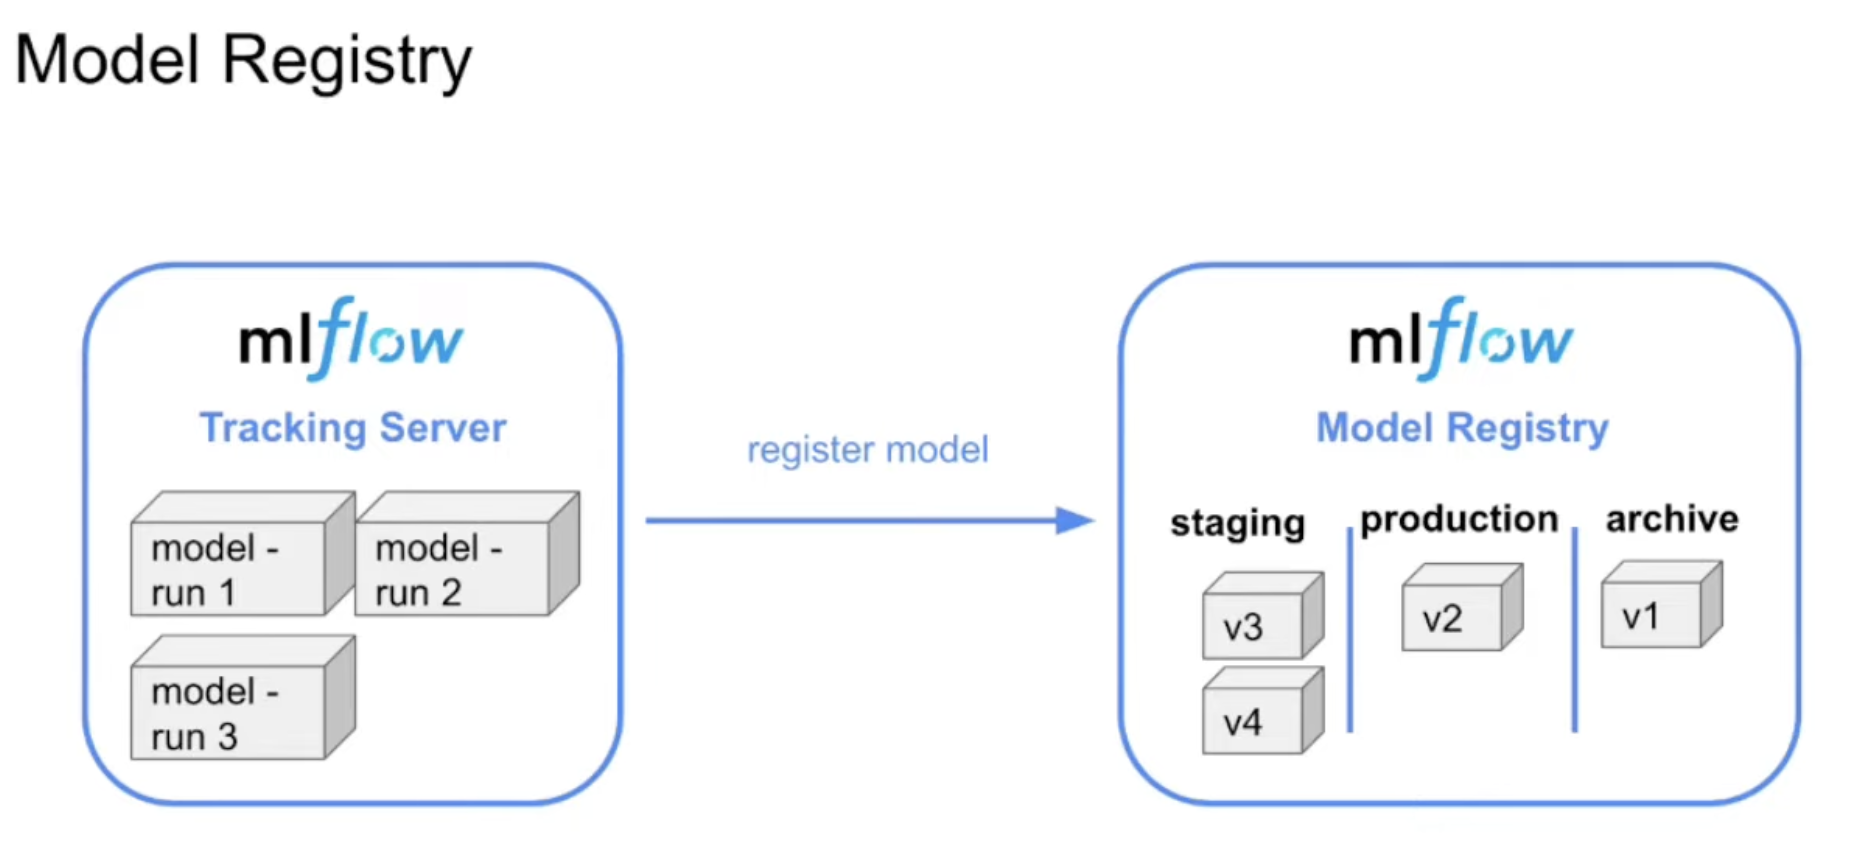 Model Registry
mlflow
Tracking Server
model -
run 1
model -
run 2
model -
run 3
register model
mlflow
Model Registry
staging
production
archive
v3
v2
v1
v4